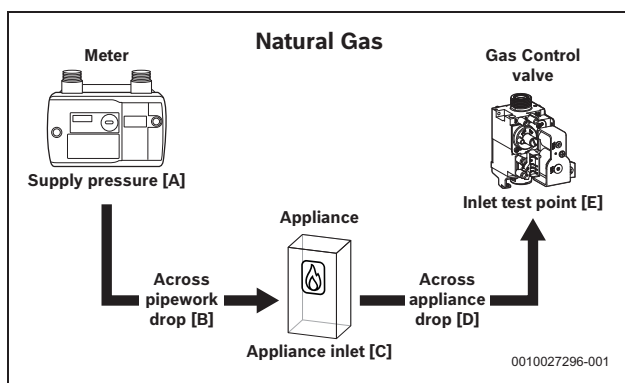 Natural Gas
Meter
Supply pressure [A]
Gas Control
valve
Inlet test point [E]
Appliance
Across
pipework
drop [B]
Across
appliance
drop [D]
Appliance inlet [C]
0010027296-001